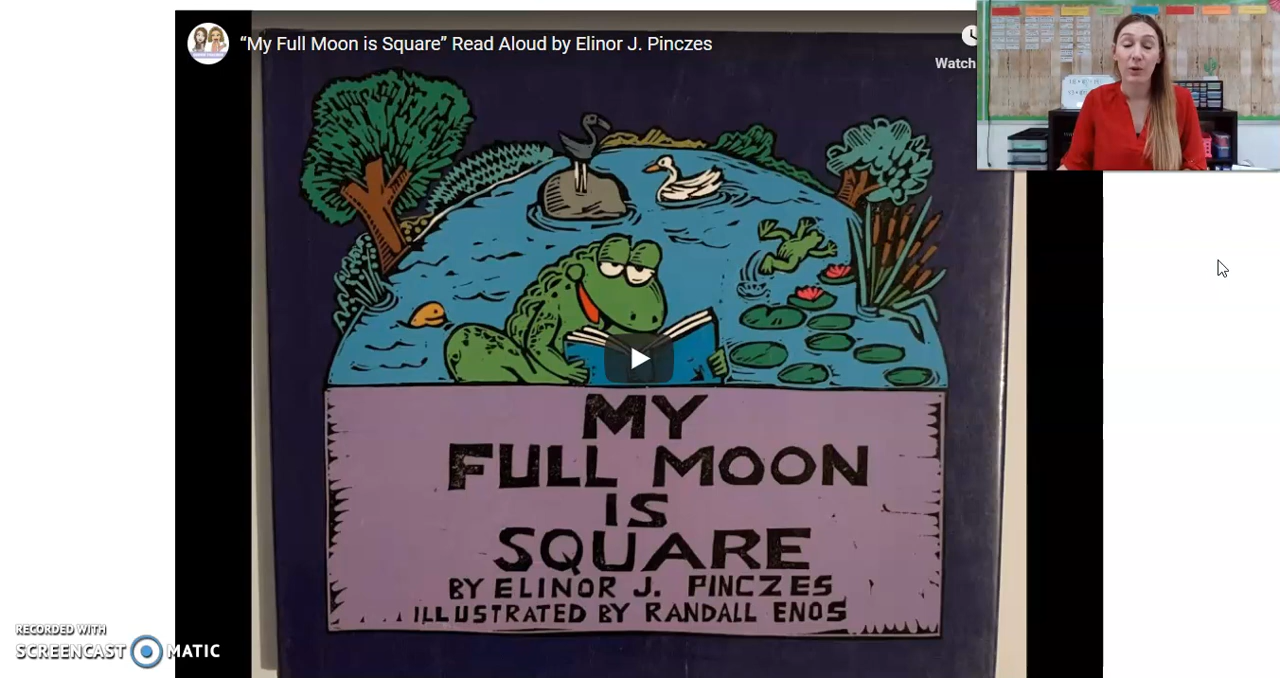 “My Full Moon is Square” Read Aloud by Elinor J. Pinczes
Watch
MY
FULL MOON
IS
SQUARE
BY ELINOR J. PINCZES
ILLUSTRATED BY RANDALL ENOS
RECORDED WITH
SCREENCAST MATIC